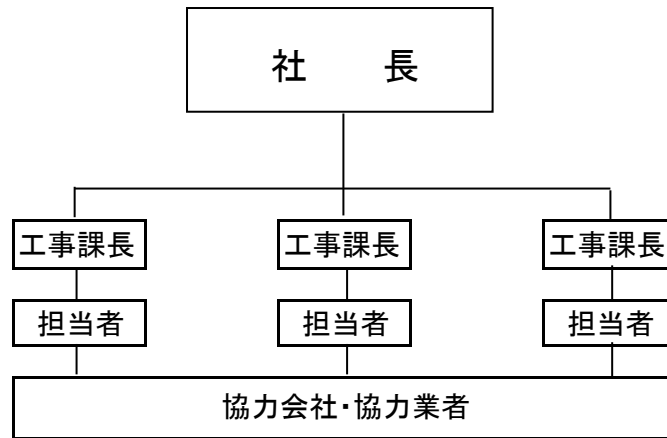 社　　長
工事課長 工事課長 工事課長
担当者 担当者 担当者
協力会社・協力業者